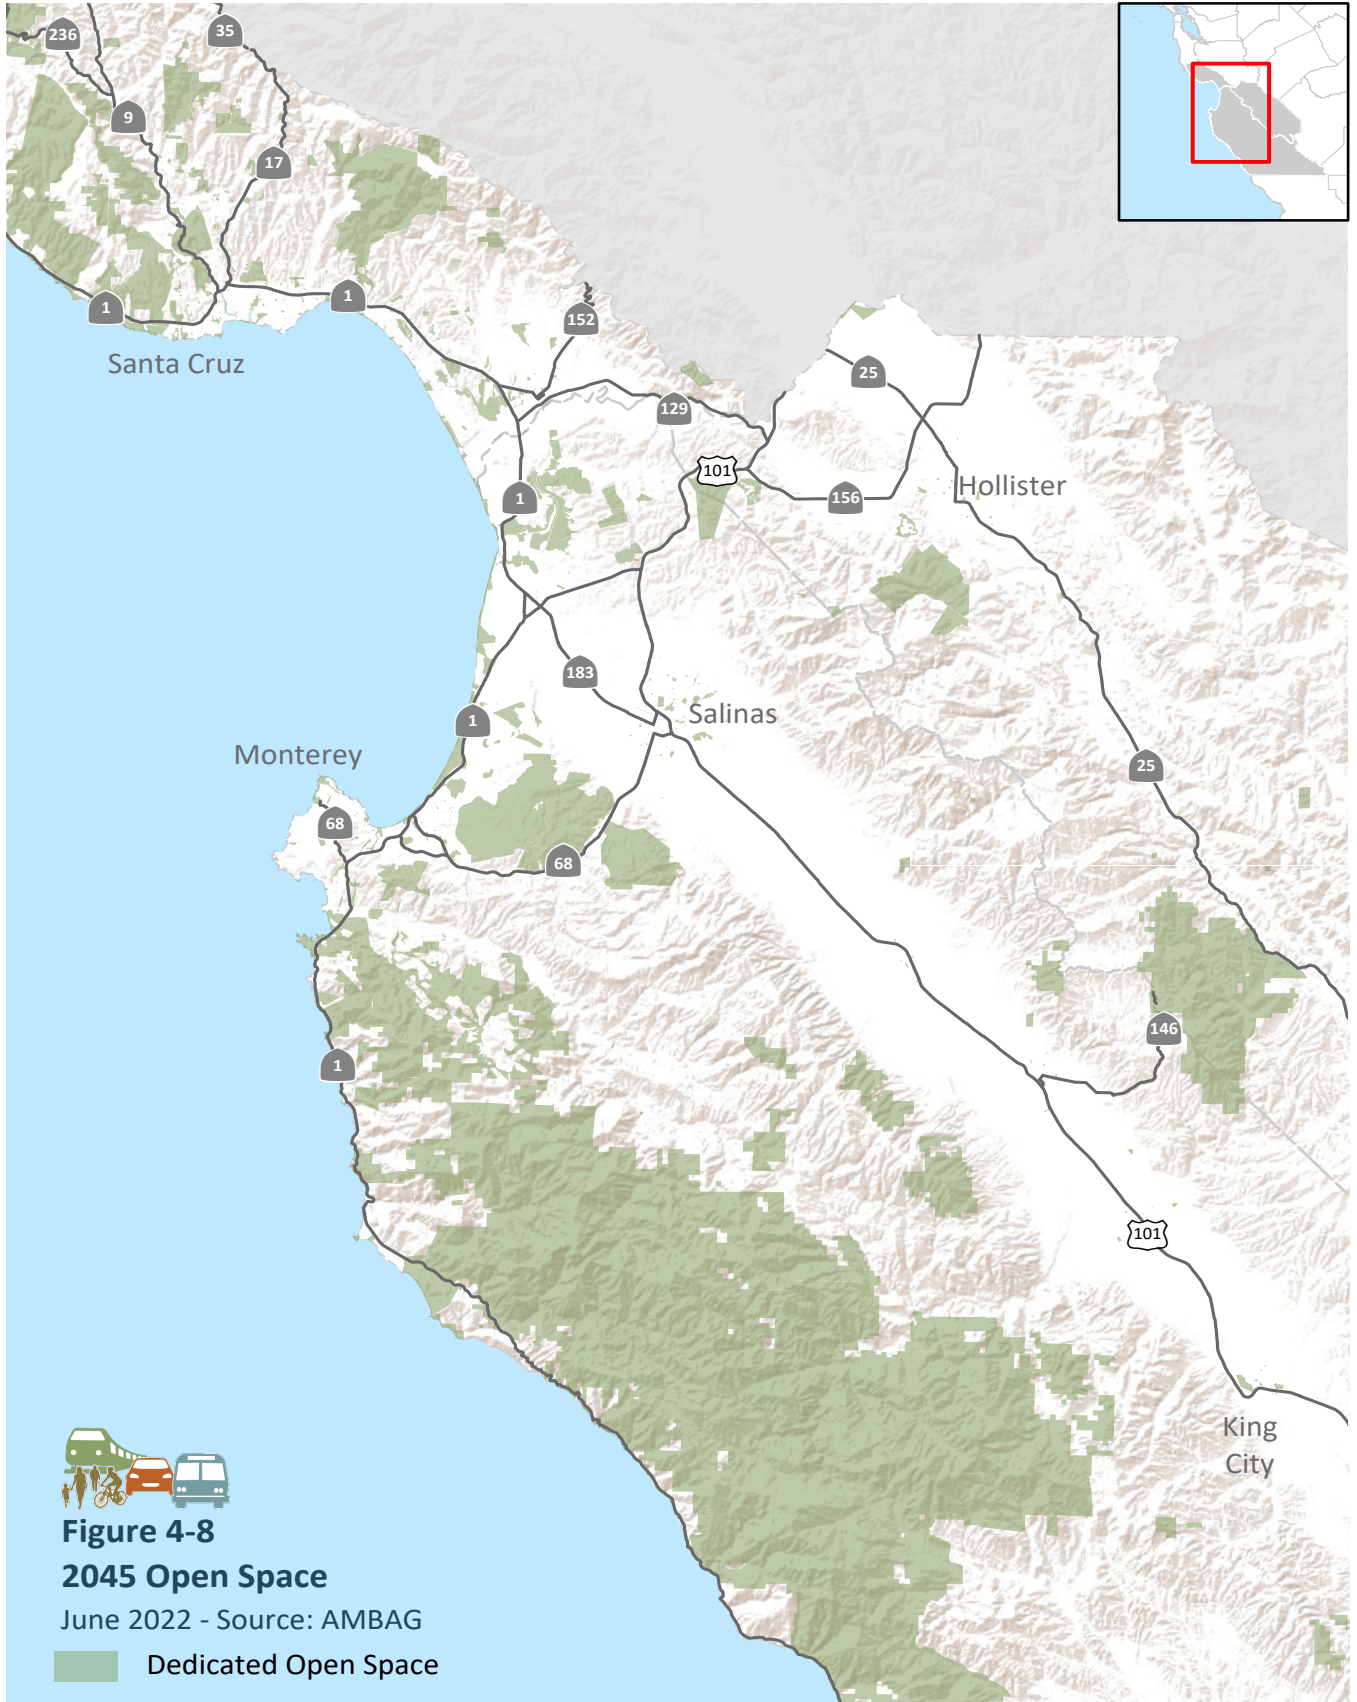 236
35
9
17
1
1
152
Santa Cruz
25
129
101
Hollister
156
1
183
Salinas
1
Monterey
25
68
68
146
1
101
King
City
Figure 4-8
2045 Open Space
June 2022 - Source: AMBAG
Dedicated Open Space